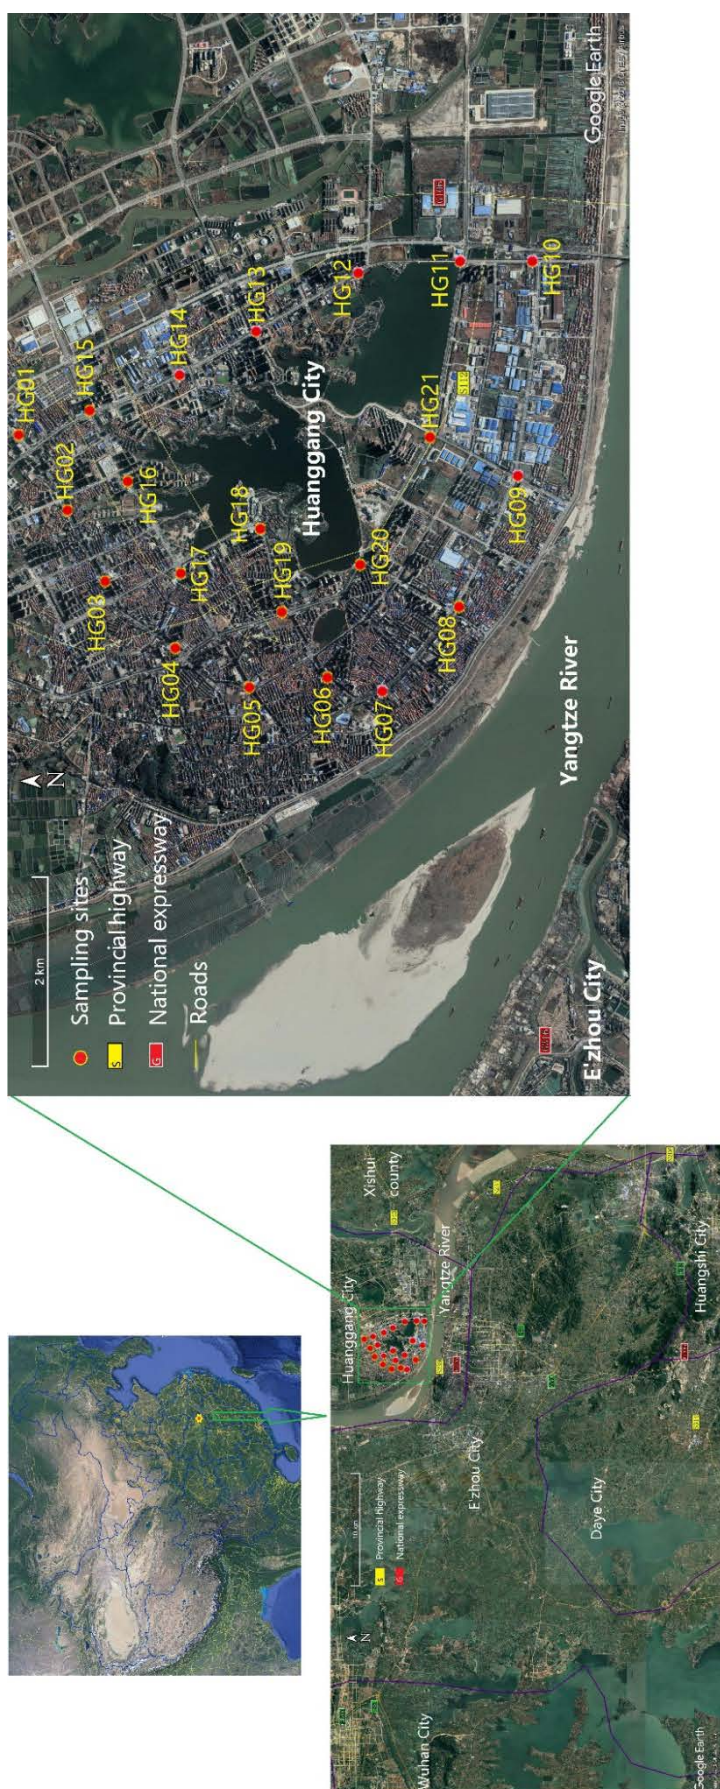 HG01
HG02
HG15
HG03
HG16
HG14
HG04
HG17
HG13
HG05
HG18
HG19
Huanggang City
HG12
HG06
HG20
HG07
HG21
HG11
HG08
S112
HG09
HG10
2 km
Sampling sites
S
Provincial highway
G
National expressway
Roads
N
Yangtze River
E'zhou City
Google Earth
Huanggang City
Xishui
county
Yangtze River
E'zhou City
Daye City
Huangshi City
Wuhan City
N
S
Provincial highway
National expressway
Google Earth